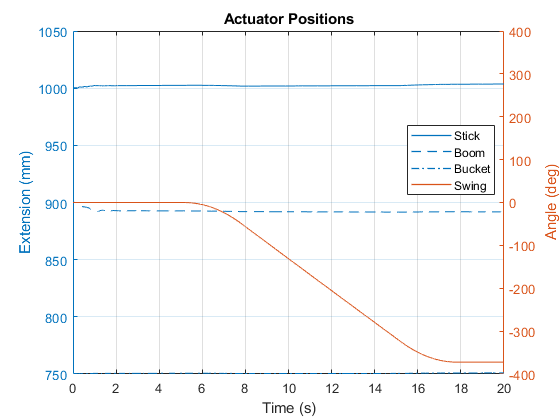 Actuator Positions
1050
1000
950
900
850
800
750
Extension (mm)
400
300
200
100
0
-100
-200
-300
-400
Angle (deg)
Stick
Boom
Bucket
Swing
0 2 4 6 8 10 12 14 16 18 20
Time (s)